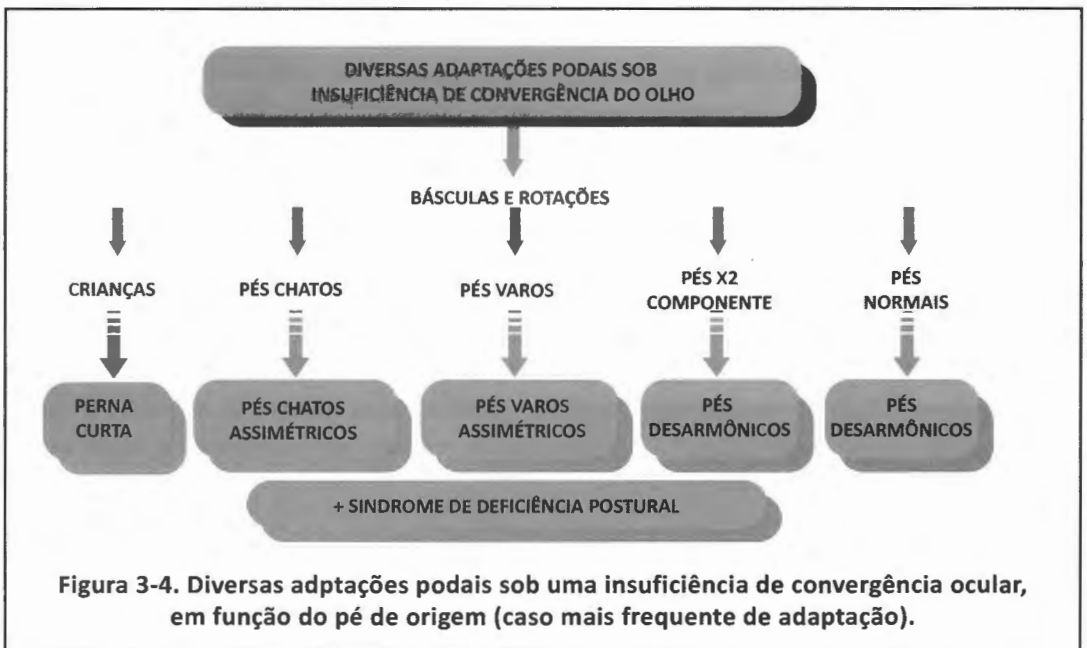 DIVERSAS ADAPTAÇÕES PODAIS SOB
INSUFICIÊNCIA DE CONVERGÊNCIA DO OLHO
BÁSCULAS E ROTAÇÕES
CRIANÇAS
PÉS CHATOS
PÉS VAROS
PÉS X2
COMPONENTE
PÉS
NORMAIS
PERNA
CURTA
PÉS CHATOS
ASSIMÉTRICOS
PÉS VAROS
ASSIMÉTRICOS
PÉS
DESARMÔNICOS
PÉS
DESARMÔNICOS
+ SINDROME DE DEFICIÊNCIA POSTURAL
Figura 3-4. Diversas adptações podais sob uma insuficiência de convergência ocular,
em função do pé de origem (caso mais frequente de adaptação).